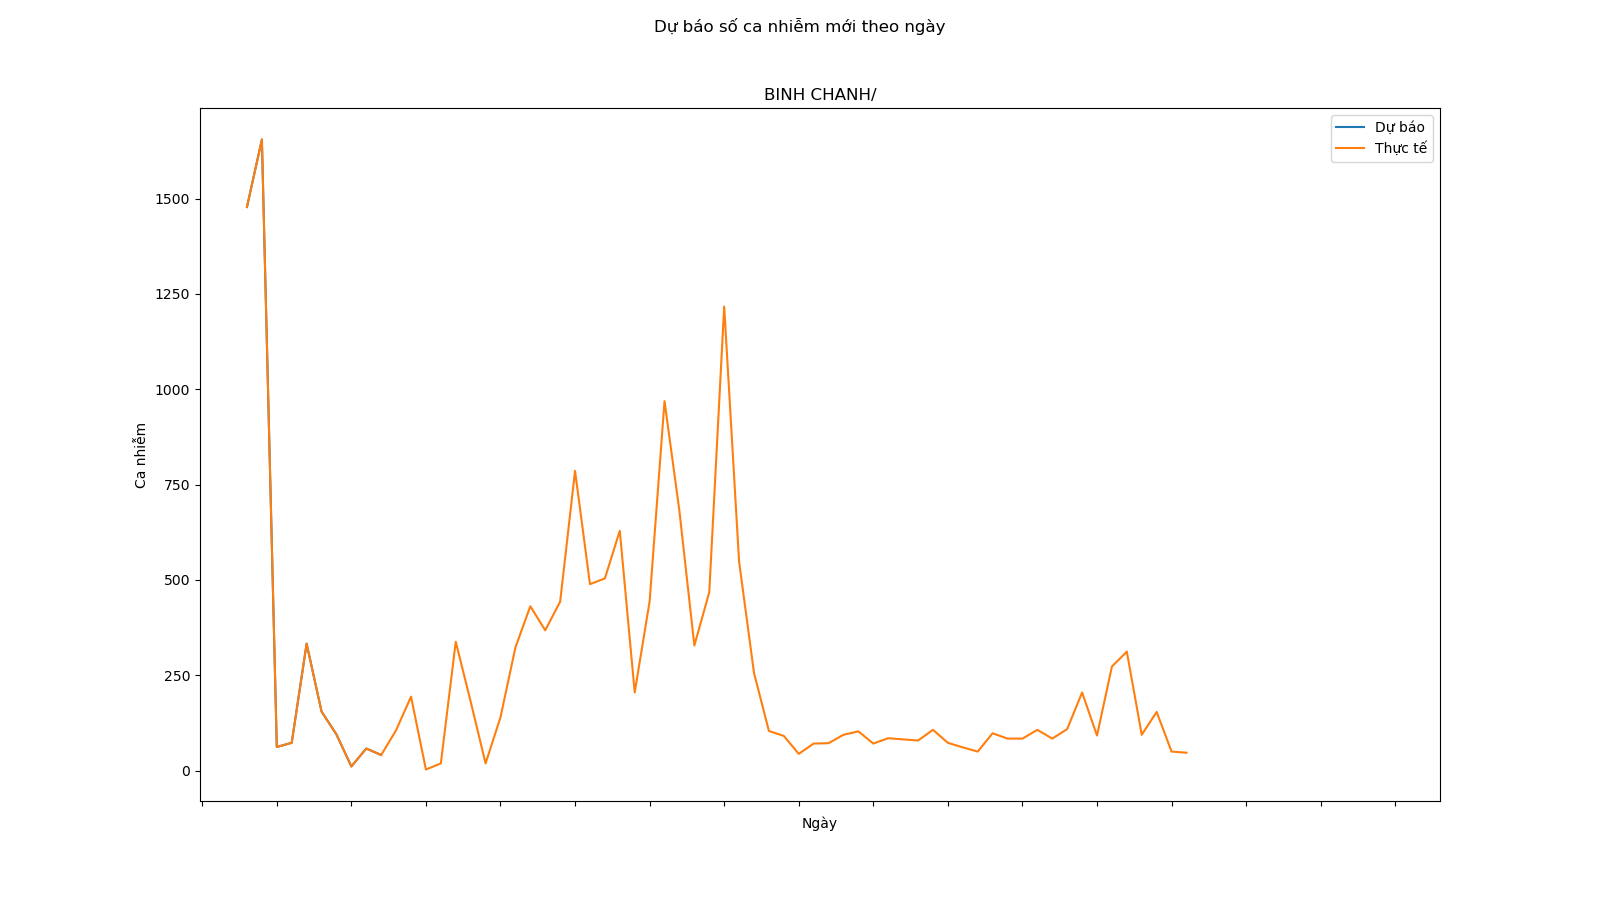 Dự báo số ca nhiễm mới theo ngày
BINH CHANH/
Dự báo
Thực tế
1500
1250
1000
750
500
250
0
Ca nhiễm
Ngày